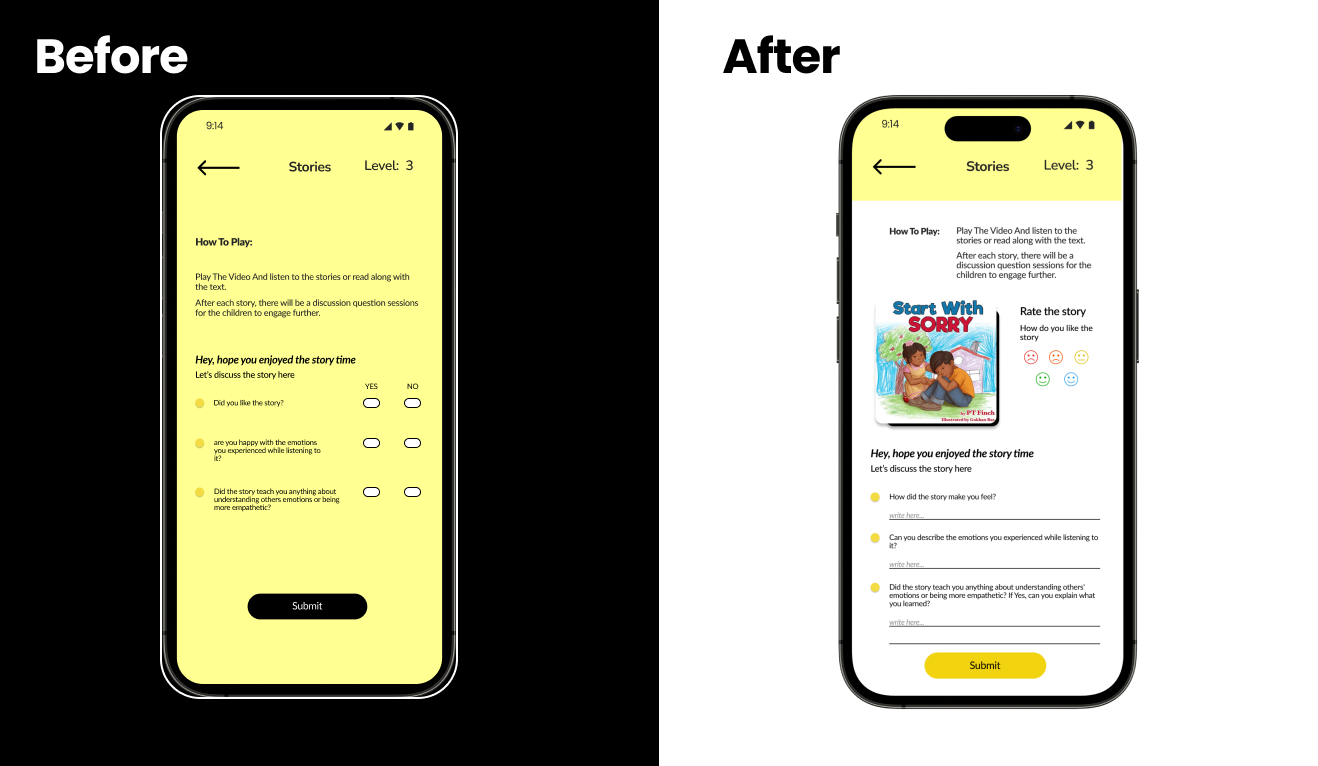 Before
9:14
Stories
Level: 3
How To Play:
Play The Video And listen to the stories or read along with
the text.
After each story, there will be a discussion question sessions
for the children to engage further.
Hey, hope you enjoyed the story time
Let's discuss the story here
YES NO
Did you like the story?
are you happy with the emotions
you experienced while listening to
it?
Did the story teach you anything about
understanding others emotions or being
more empathetic?
Submit
After
9:14
Stories
Level: 3
How To Play:
Play The Video And listen to the
stories or read along with the text.
After each story, there will be a
discussion question sessions for the
children to engage further.
Start With
SORRY
by PT Finch
Illustrated by Gokhan Bas
Rate the story
How do you like the
story
Hey, hope you enjoyed the story time
Let's discuss the story here
How did the story make you feel?
write here...
Can you describe the emotions you experienced while listening to
it?
write here...
Did the story teach you anything about understanding others'
emotions or being more empathetic? If Yes, can you explain what
you learned?
write here...
Submit